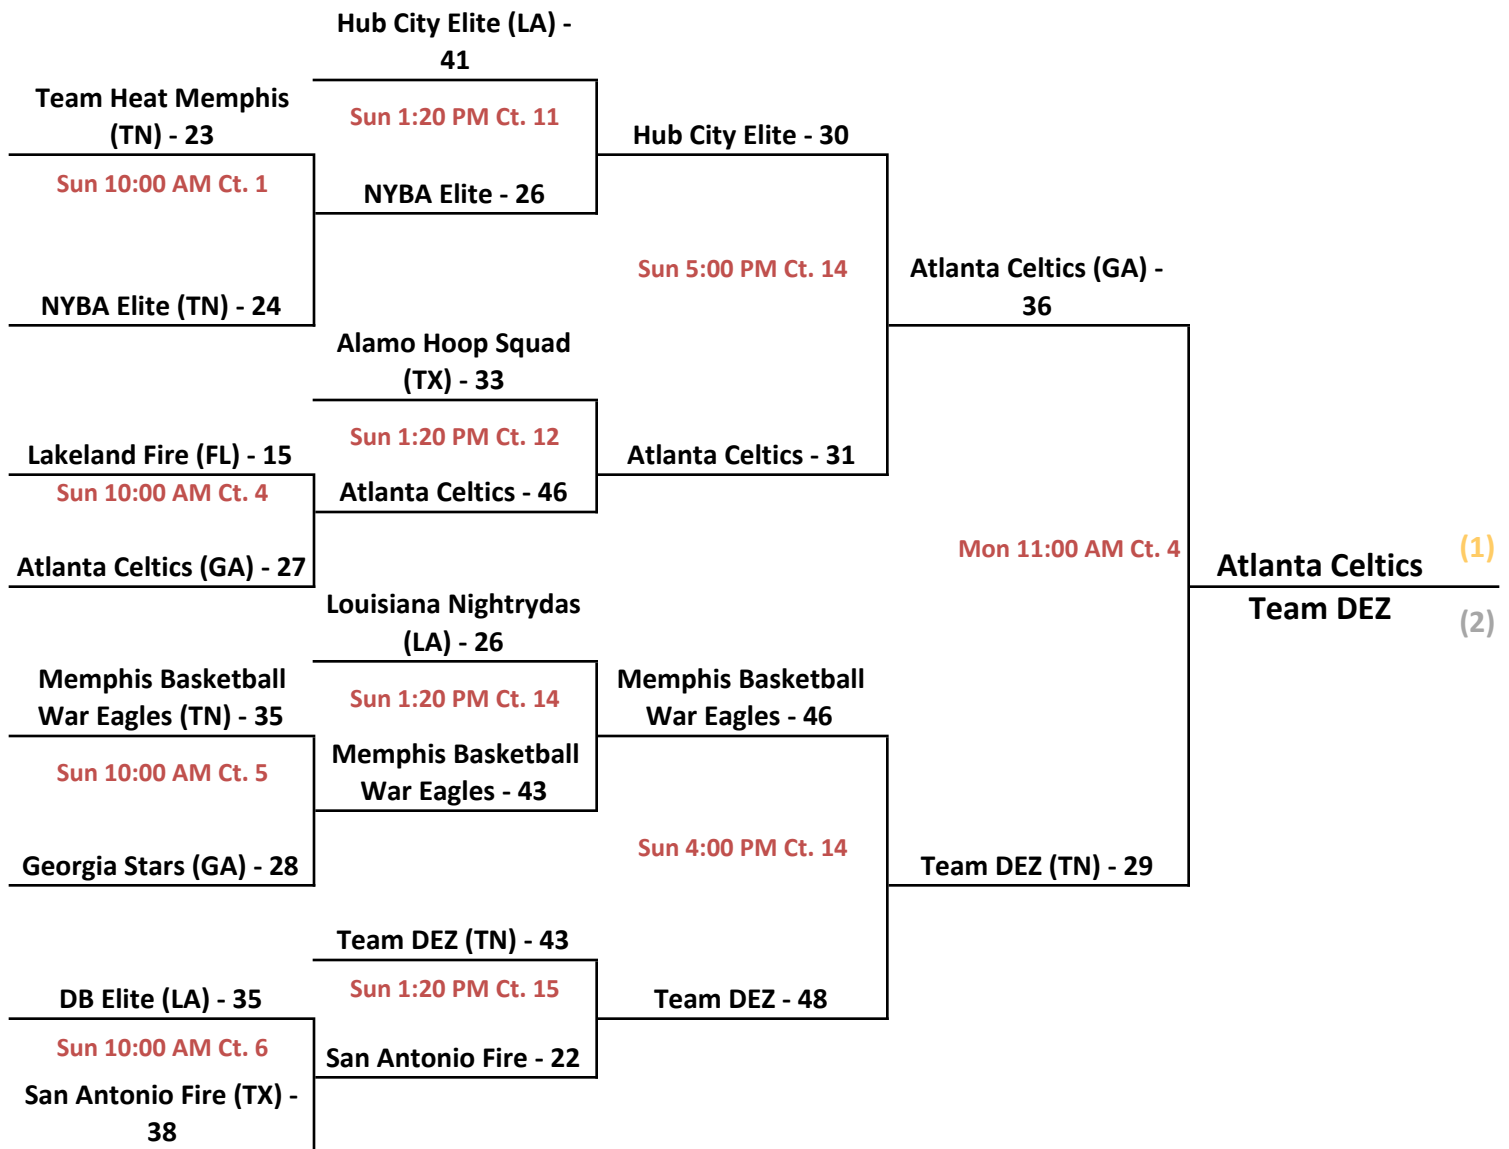 Hub City Elite (LA) -
41
Team Heat Memphis
(TN) - 23
Sun 1:20 PM Ct. 11
Hub City Elite - 30
Sun 10:00 AM Ct. 1
NYBA Elite - 26
Sun 5:00 PM Ct. 14
Atlanta Celtics (GA) -
36
NYBA Elite (TN) - 24
Alamo Hoop Squad
(TX) - 33
Sun 1:20 PM Ct. 12
Lakeland Fire (FL) - 15
Atlanta Celtics - 31
Sun 10:00 AM Ct. 4
Atlanta Celtics - 46
Atlanta Celtics (GA) - 27
Mon 11:00 AM Ct. 4
Atlanta Celtics (1)
Team DEZ (2)
Louisiana Nightrydas
(LA) - 26
Memphis Basketball
War Eagles (TN) - 35
Sun 1:20 PM Ct. 14
Memphis Basketball
War Eagles - 46
Sun 10:00 AM Ct. 5
Memphis Basketball
War Eagles - 43
Sun 4:00 PM Ct. 14
Georgia Stars (GA) - 28
Team DEZ (TN) - 29
Team DEZ (TN) - 43
DB Elite (LA) - 35
Sun 1:20 PM Ct. 15
Team DEZ - 48
Sun 10:00 AM Ct. 6
San Antonio Fire - 22
San Antonio Fire (TX) -
38